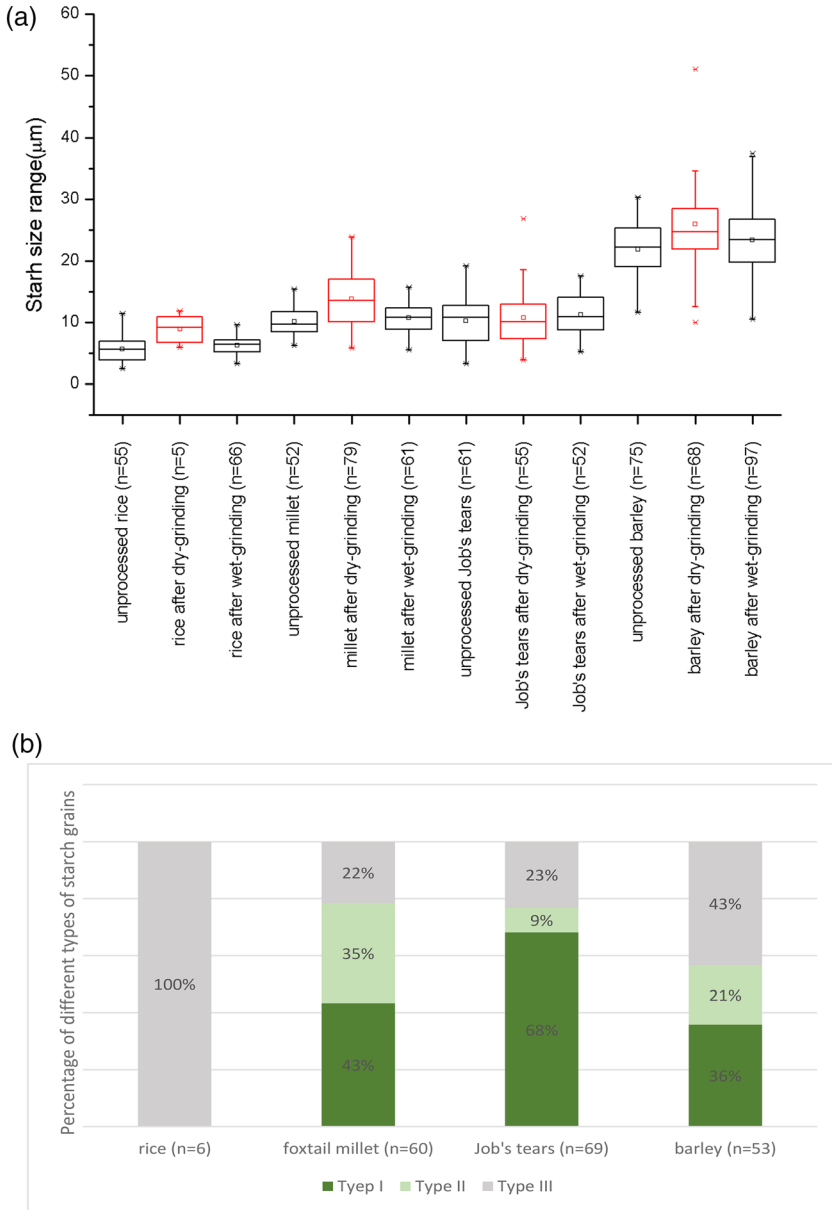 (a)
Starh size range(μm)
60
50
40
30
20
10
0
unprocessed rice (n=55)
rice after dry-grinding (n=5)
rice after wet-grinding (n=66)
unprocessed millet (n=52)
millet after dry-grinding (n=79)
millet after wet-grinding (n=61)
unprocessed Job's tears (n=61)
Job's tears after dry-grinding (n=55)
Job's tears after wet-grinding (n=52)
unprocessed barley (n=75)
barley after dry-grinding (n=68)
barley after wet-grinding (n=97)
(b)
Percentage of different types of starch grains
100%
22%
35%
43%
23%
9%
68%
43%
21%
36%
rice (n=6)
foxtail millet (n=60)
Job's tears (n=69)
barley (n=53)
Tyep I
Type II
Type III